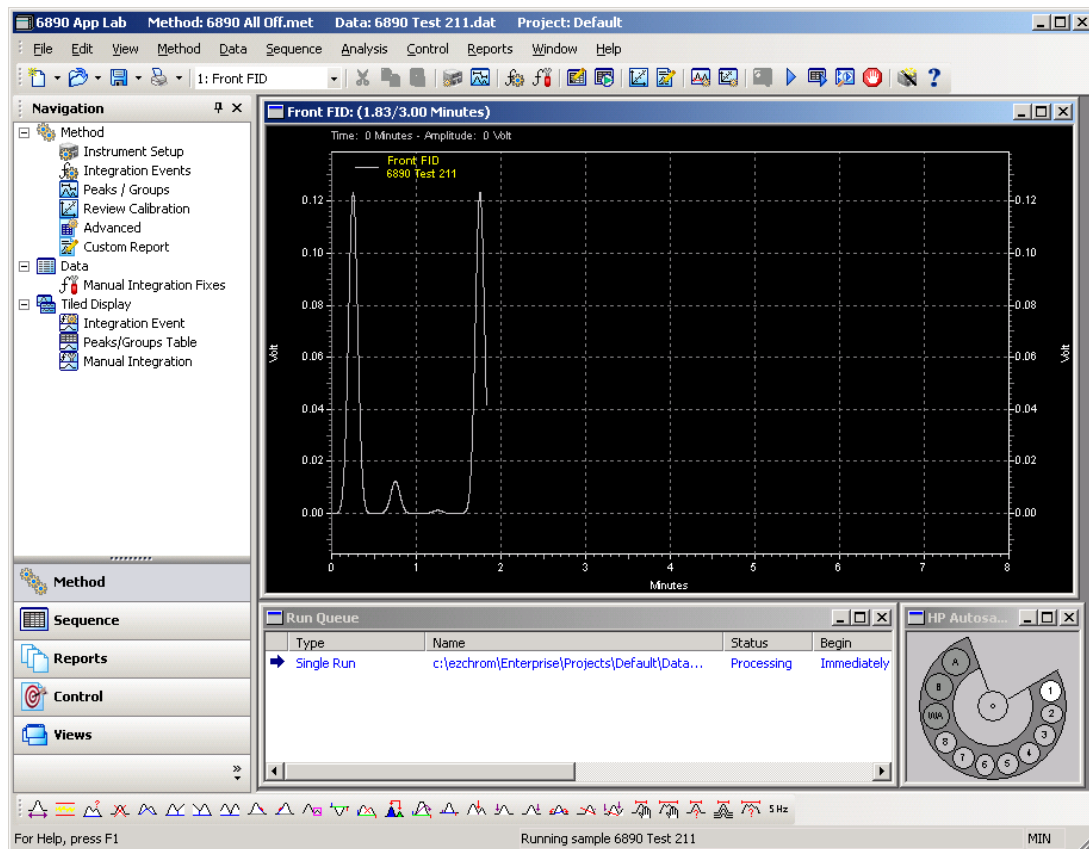 6890 App Lab Method: 6890 All Off.met Data: 6890 Test 211.dat Project: Default
File Edit View Method Data Sequence Analysis Control Reports Window Help
1: Front FID
Navigation
Method
Instrument Setup
Integration Events
Peaks / Groups
Review Calibration
Advanced
Custom Report
Data
Manual Integration Fixes
Tiled Display
Integration Event
Peaks/Groups Table
Manual Integration
Method
Sequence
Reports
Control
Views
Front FID: (1.83/3.00 Minutes)
Time: 0 Minutes - Amplitude: 0 Volt
Front FID
6890 Test 211
0.12 0.12
0.10 0.10
0.08 0.08
0.06 0.06
Volt Volt
0.04 0.04
0.02 0.02
0.00 0.00
0 1 2 3 4 5 6 7 8
Minutes
Run Queue
Type Name Status Begin
Single Run c:\ezchrom\Enterprise\Projects\Default\Data... Processing Immediately
HP Autosa...
A
B
1
2
3
4
5
6
7
8
5 Hz
For Help, press F1 Running sample 6890 Test 211 MIN